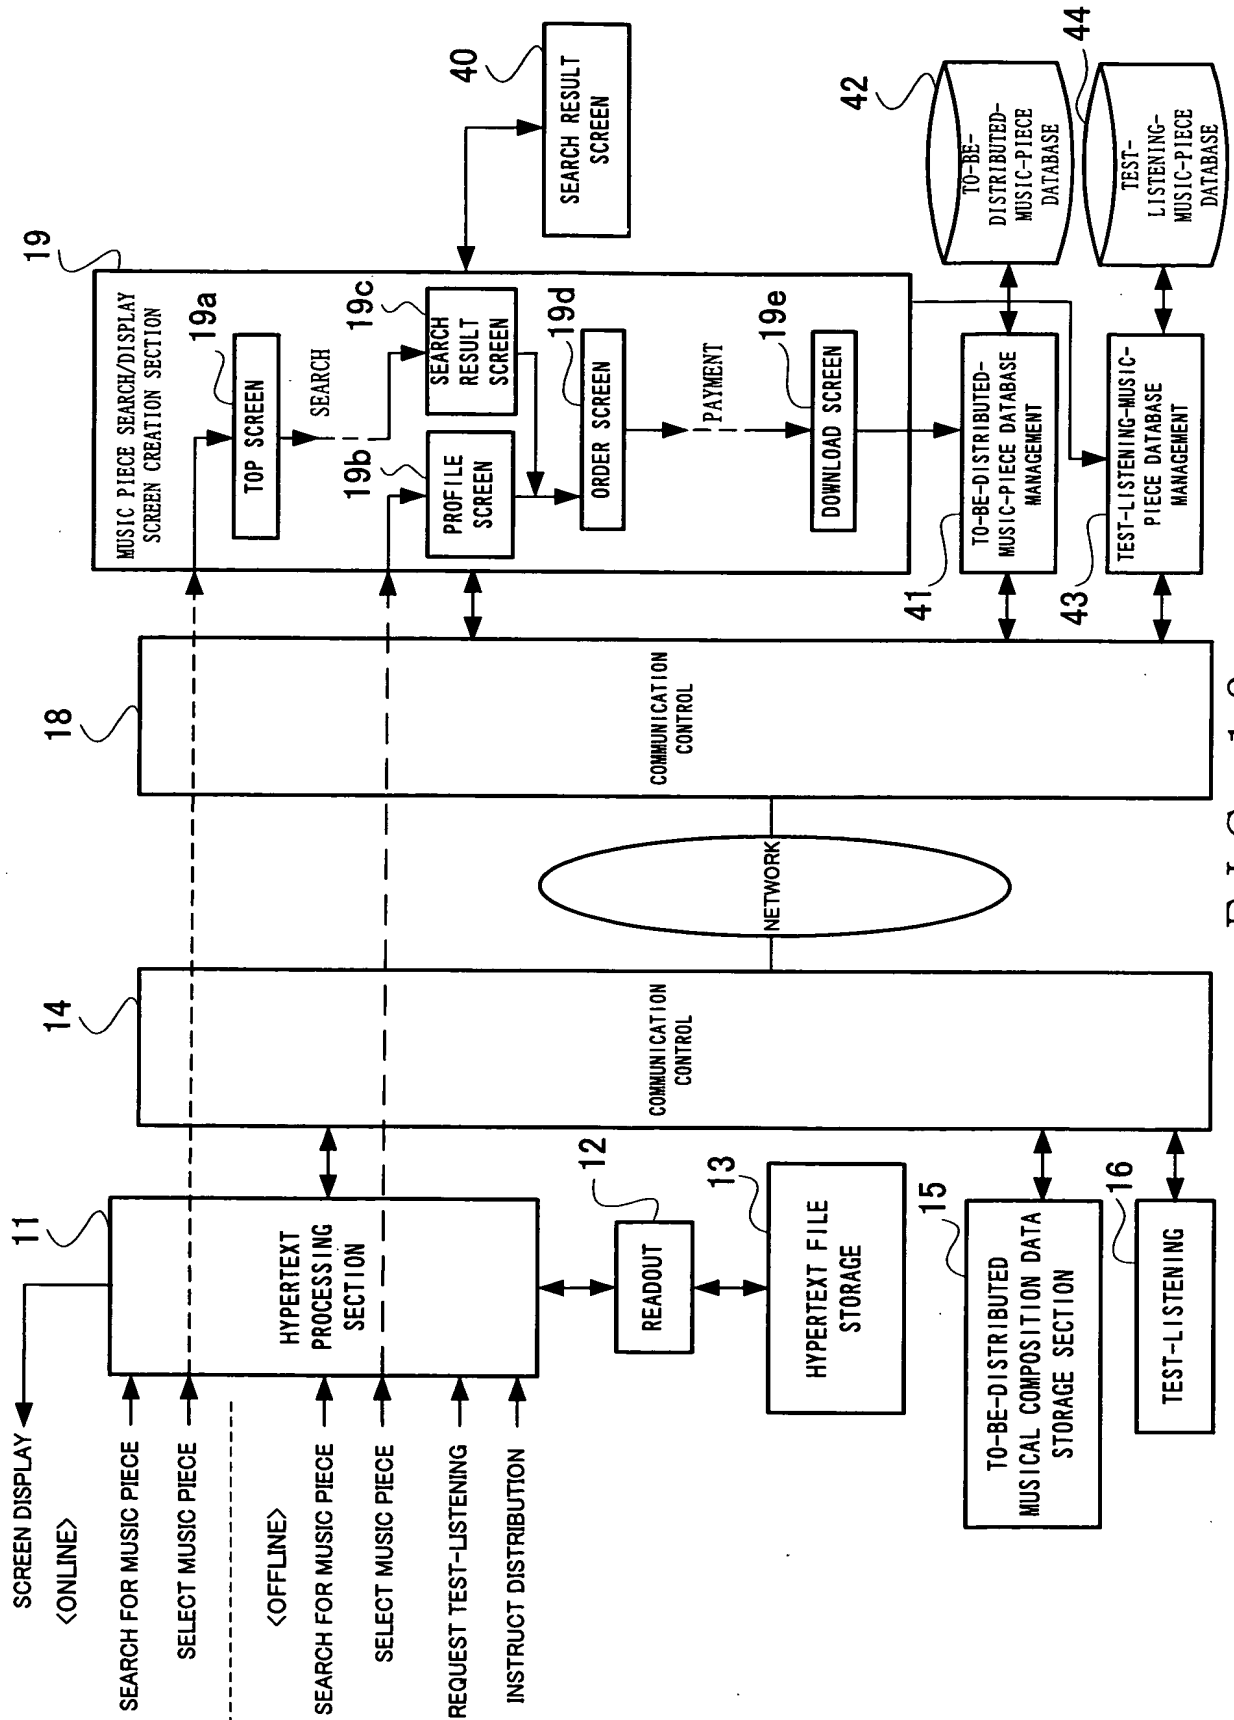 SCREEN DISPLAY
<ONLINE>
SEARCH FOR MUSIC PIECE
SELECT MUSIC PIECE
<OFFLINE>
SEARCH FOR MUSIC PIECE
SELECT MUSIC PIECE
REQUEST TEST-LISTENING
INSTRUCT DISTRIBUTION
11
HYPERTEXT
PROCESSING
SECTION
12
READOUT
13
HYPERTEXT FILE
STORAGE
15
TO-BE-DISTRIBUTED
MUSICAL COMPOSITION DATA
STORAGE SECTION
16
TEST-LISTENING
14
COMMUNICATION
CONTROL
NETWORK
18
COMMUNICATION
CONTROL
19
MUSIC PIECE SEARCH/DISPLAY
SCREEN CREATION SECTION
19a
TOP SCREEN
SEARCH
19b
PROFILE
SCREEN
19c
SEARCH
RESULT
SCREEN
19d
ORDER SCREEN
PAYMENT
19e
DOWNLOAD SCREEN
40
SEARCH RESULT
SCREEN
41
TO-BE-DISTRIBUTED-
MUSIC-PIECE DATABASE
MANAGEMENT
42
TO-BE-
DISTRIBUTED-
MUSIC-PIECE
DATABASE
43
TEST-LISTENING-MUSIC-
PIECE DATABASE
MANAGEMENT
44
TEST-
LISTENING-
MUSIC-PIECE
DATABASE